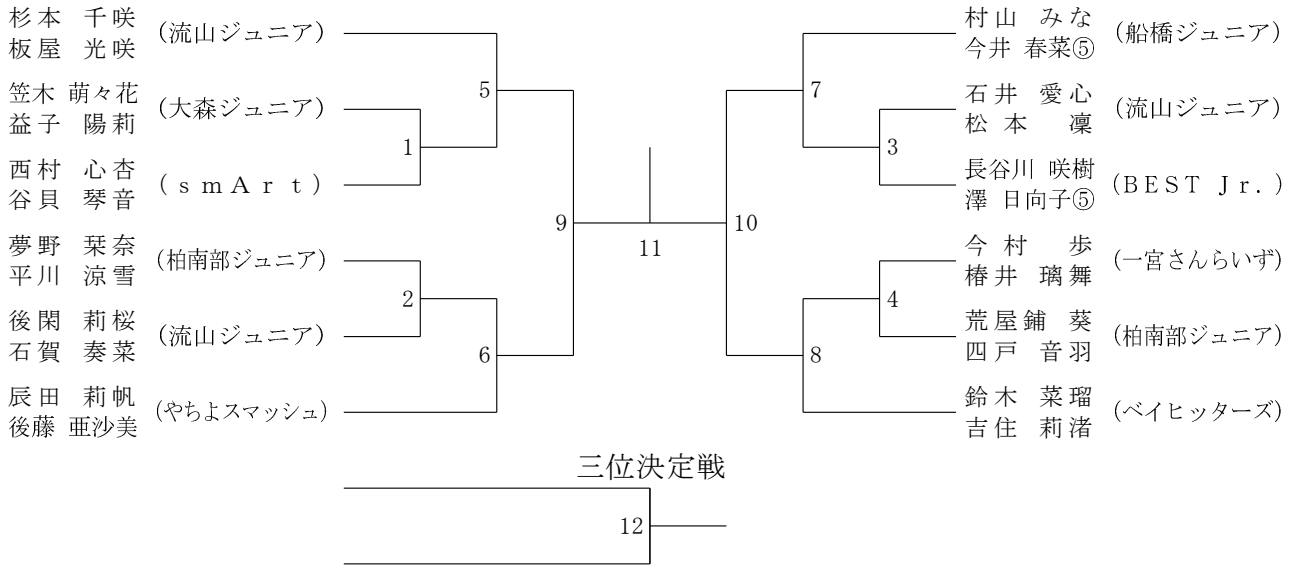 杉本 千咲
板屋 光咲
(流山ジュニア)
笠木 萌々花
益子 陽莉
(大森ジュニア)
西村 心杏
谷貝 琴音
(smArt)
夢野 栞奈
平川 涼雪
(柏南部ジュニア)
後閑 莉桜
石賀 奏菜
(流山ジュニア)
辰田 莉帆
後藤 亜沙美
(やちよスマッシュ)
1
2
5
6
9
11
10
7
8
3
4
村山 みな
今井 春菜⑤
(船橋ジュニア)
石井 愛心
松本 凜
(流山ジュニア)
長谷川 咲樹
澤 日向子⑤
(BEST Jr.)
今村 歩
椿井 璃舞
(一宮さんらいず)
荒屋鋪 葵
四戸 音羽
(柏南部ジュニア)
鈴木 菜瑠
吉住 莉渚
(ベイヒッターズ)
三位決定戦
12